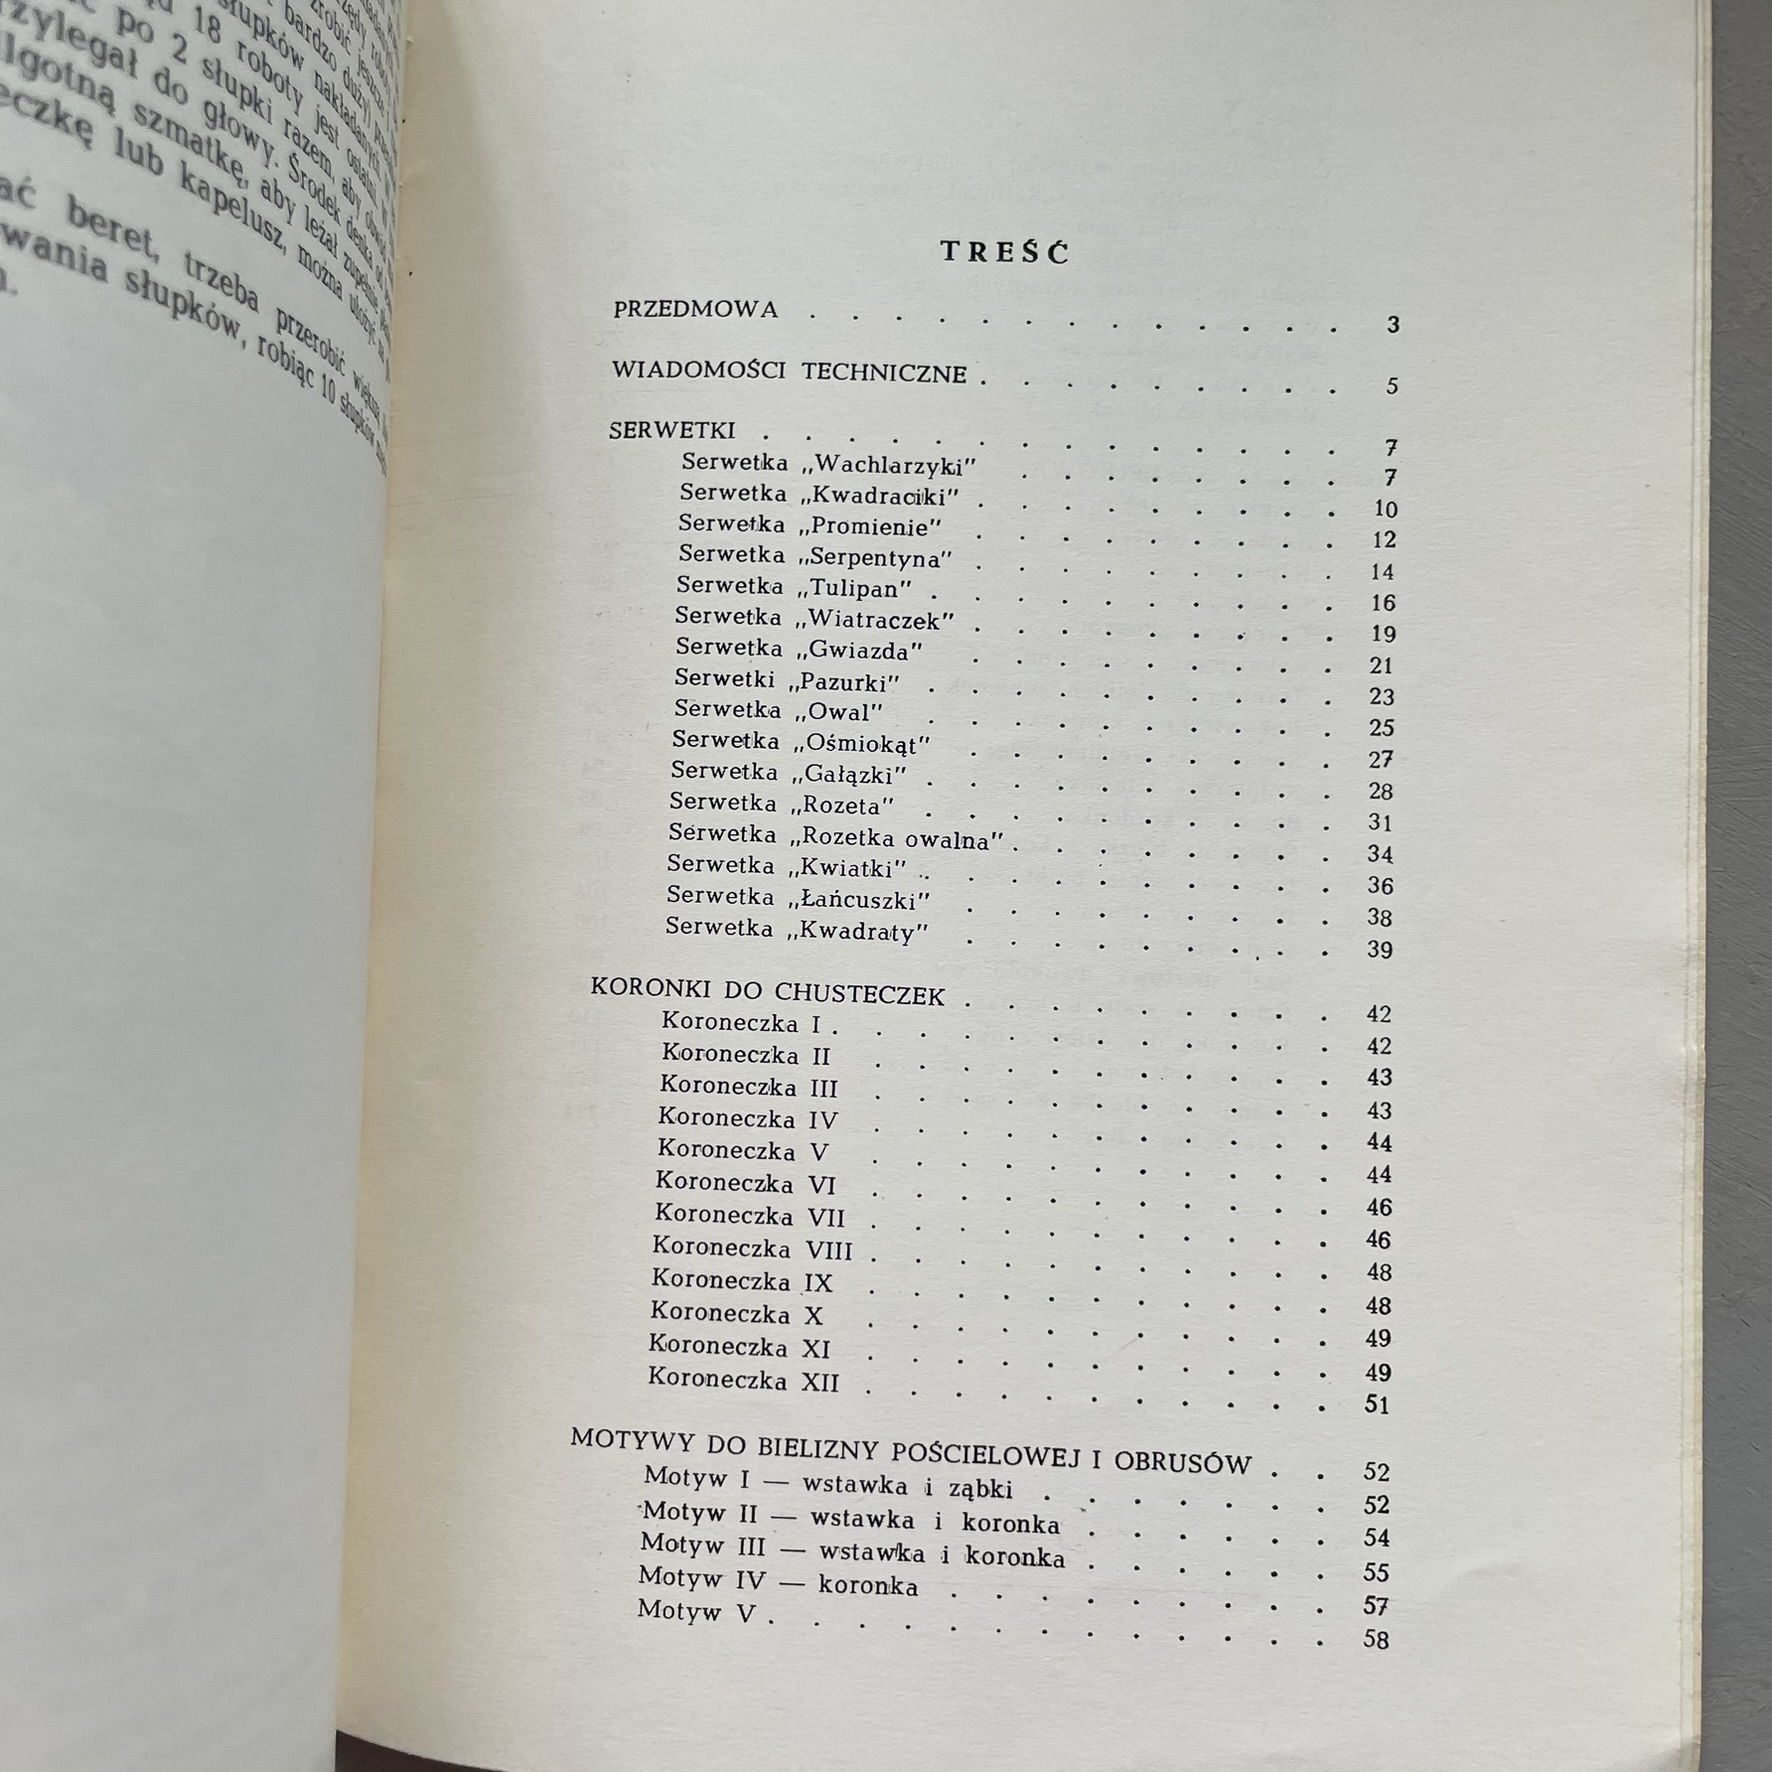 18 roboty jest
po 2 słupki razem, aby
do głowy. Środek denka
szmatkę, aby leżał zupełnie
lub kapelusz, można ułożyć
beret, trzeba przerobić
słupków, robiąc 10 słupków
TREŚĆ
PRZEDMOWA . . . . . . . . . . . . . 3
WIADOMOŚCI TECHNICZNE . . . . . . . . . 5
SERWETKI . . . . . . . . . . . . . . 7
Serwetka „Wachlarzyki” . . . . . . . . 7
Serwetka „Kwadraciki” . . . . . . . . . 10
Serwetka „Promienie” . . . . . . . . . 12
Serwetka „Serpentyna” . . . . . . . . . 14
Serwetka „Tulipan” . . . . . . . . . . 16
Serwetka „Wiatraczek” . . . . . . . . . 19
Serwetka „Gwiazda” . . . . . . . . . 21
Serwetki „Pazurki” . . . . . . . . . . 23
Serwetka „Owal” . . . . . . . . . . 25
Serwetka „Ośmiokąt” . . . . . . . . . 27
Serwetka „Gałązki” . . . . . . . . . . 28
Serwetka „Rozeta” . . . . . . . . . . 31
Serwetka „Rozetka owalna” . . . . . . . . 34
Serwetka „Kwiatki” . . . . . . . . . . 36
Serwetka „Łańcuszki” . . . . . . . . . 38
Serwetka „Kwadraty” . . . . . . . . . 39
KORONKI DO CHUSTECZEK . . . . . . . . . 42
Koroneczka I . . . . . . . . . . . . 42
Koroneczka II . . . . . . . . . . . 43
Koroneczka III . . . . . . . . . . . 43
Koroneczka IV . . . . . . . . . . . 44
Koroneczka V . . . . . . . . . . . 44
Koroneczka VI . . . . . . . . . . . 46
Koroneczka VII . . . . . . . . . . . 46
Koroneczka VIII . . . . . . . . . . . 48
Koroneczka IX . . . . . . . . . . . 48
Koroneczka X . . . . . . . . . . . 49
Koroneczka XI . . . . . . . . . . . 49
Koroneczka XII . . . . . . . . . . . 51
MOTYWY DO BIELIZNY POŚCIELOWEJ I OBRUSÓW . . 52
Motyw I — wstawka i ząbki . . . . . . . 52
Motyw II — wstawka i koronka . . . . . . 54
Motyw III — wstawka i koronka . . . . . . 55
Motyw IV — koronka . . . . . . . . . 57
Motyw V . . . . . . . . . . . . . 58